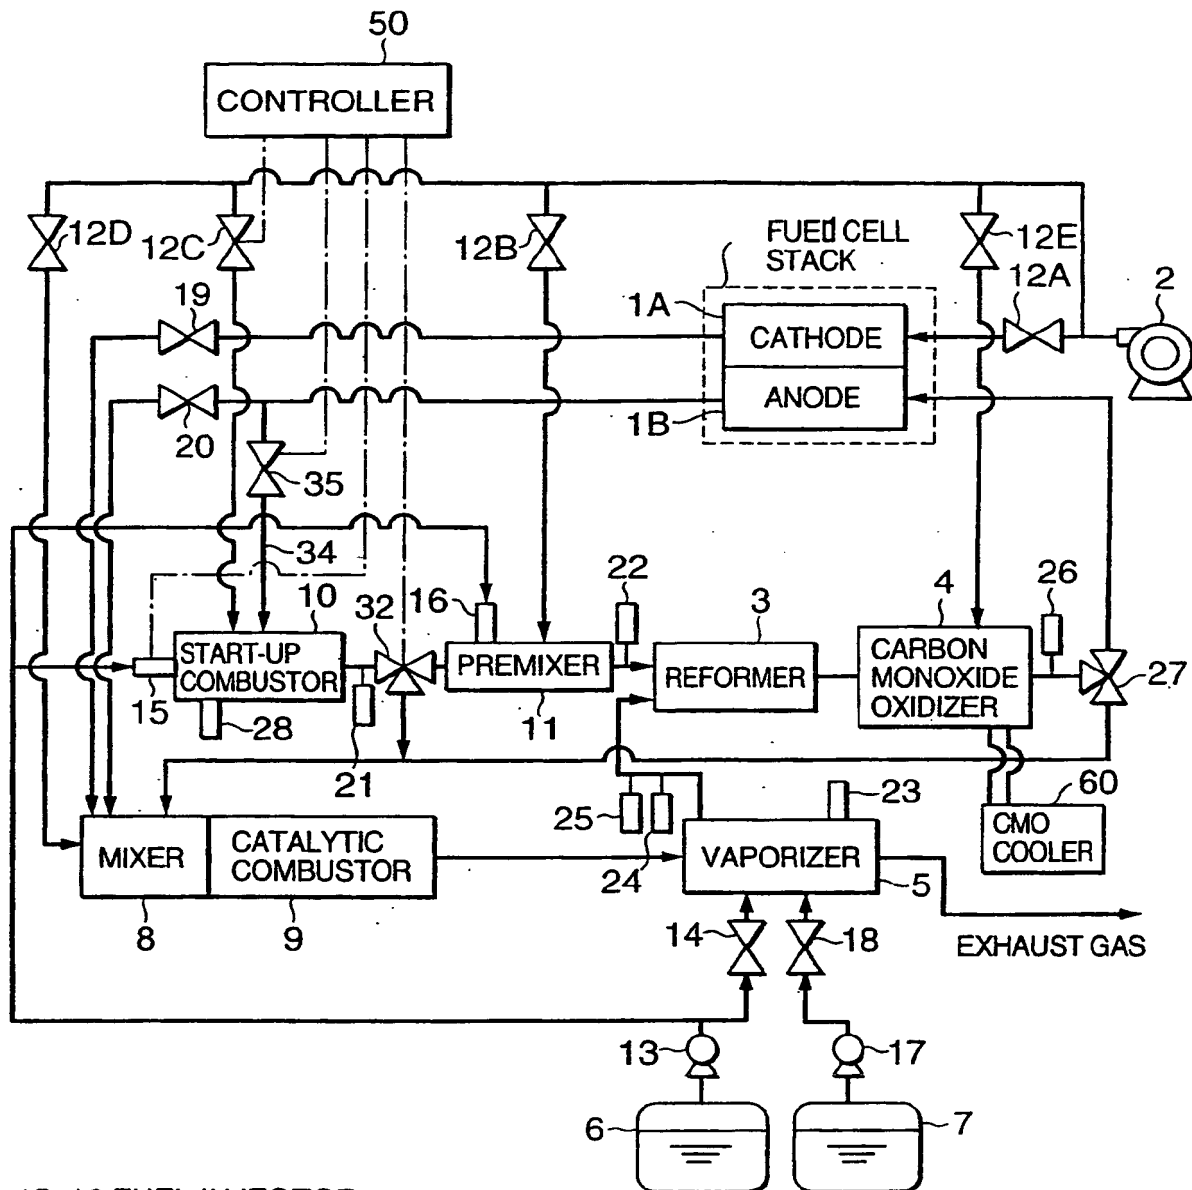 50
CONTROLLER
12D
12C
12B
FUEL CELL
STACK
12E
12A
2
19
1A
CATHODE
ANODE
1B
20
35
34
22
26
10
32
16
3
4
START-UP
COMBUSTOR
PREMIXER
REFORMER
CARBON
MONOXIDE
OXIDIZER
27
15
28
21
11
25
24
23
60
CMO
COOLER
MIXER
CATALYTIC
COMBUSTOR
VAPORIZER
5
8
9
14
18
EXHAUST GAS
13
17
6
7